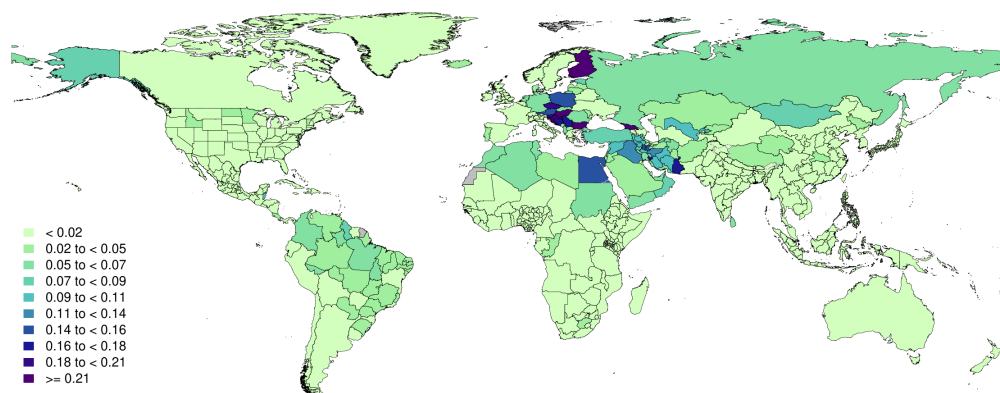 < 0.02
0.02 to < 0.05
0.05 to < 0.07
0.07 to < 0.09
0.09 to < 0.11
0.11 to < 0.14
0.14 to < 0.16
0.16 to < 0.18
0.18 to < 0.21
>= 0.21